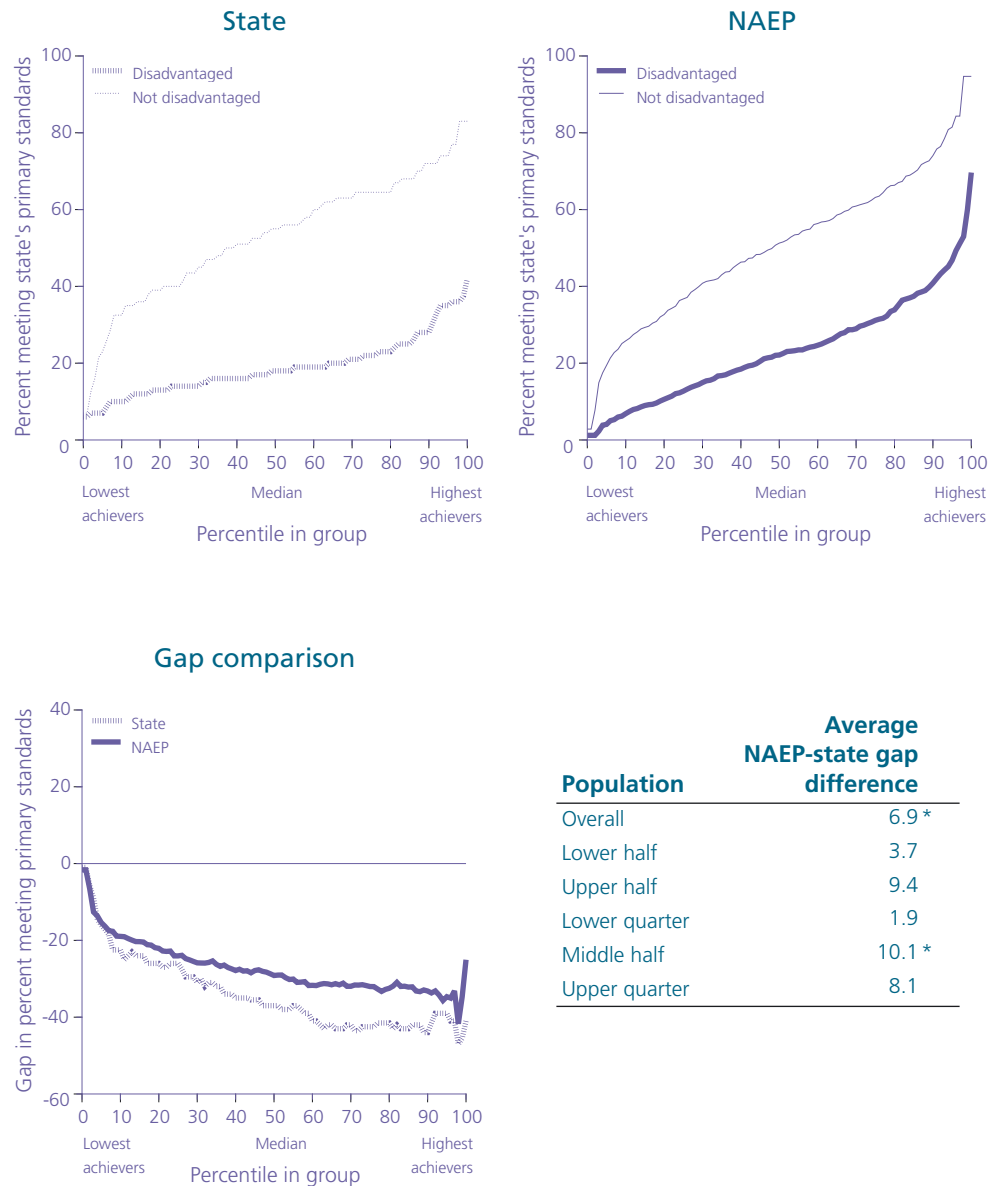 State
Percent meeting state's primary standards
100
80
60
40
20
0
Disadvantaged
Not disadvantaged
0 10 20 30 40 50 60 70 80 90 100
Lowest achievers
Median
Highest achievers
Percentile in group
NAEP
Percent meeting state's primary standards
100
80
60
40
20
0
Disadvantaged
Not disadvantaged
0 10 20 30 40 50 60 70 80 90 100
Lowest achievers
Median
Highest achievers
Percentile in group
Gap comparison
Gap in percent meeting primary standards
40
20
0
-20
-40
-60
State
NAEP
0 10 20 30 40 50 60 70 80 90 100
Lowest achievers
Median
Highest achievers
Percentile in group
Average
NAEP-state gap
Population difference
Overall 6.9 *
Lower half 3.7
Upper half 9.4
Lower quarter 1.9
Middle half 10.1 *
Upper quarter 8.1